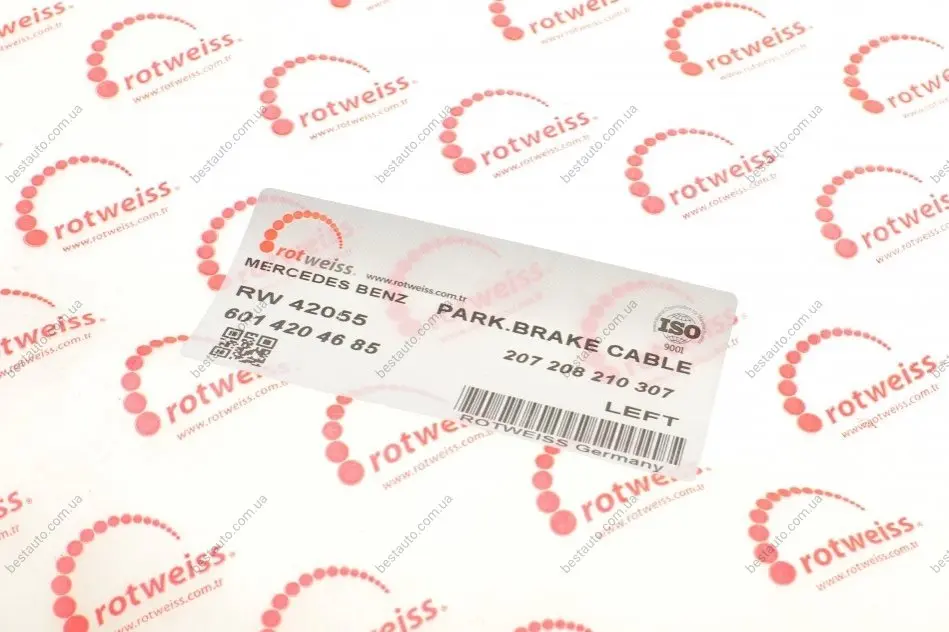 rotweiss.
www.rotweiss.com.tr
MERCEDES BENZ
RW 42055
601 420 46 85
PARK.BRAKE CABLE
207 208 210 307
LEFT
ISO
9001
ROTWEISS Germany
rotweiss®
www.rotweiss.com.tr
bestauto.com.ua